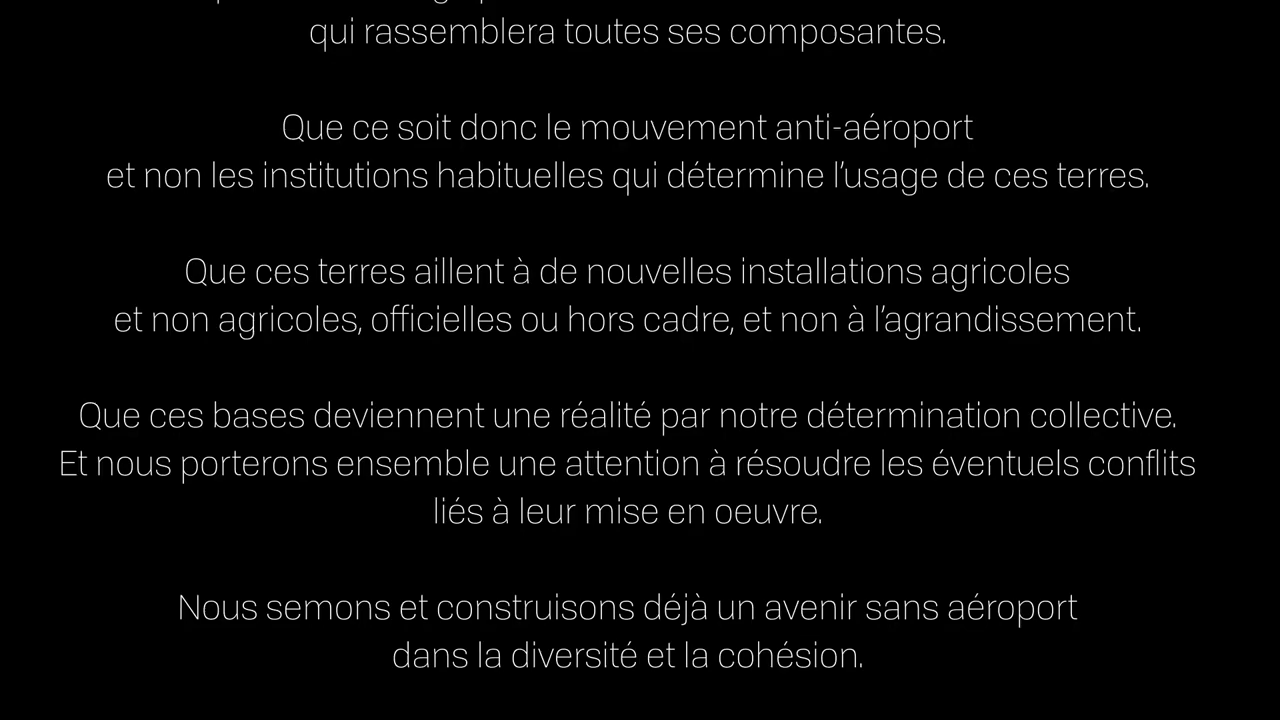 qui rassemblera toutes ses composantes.
Que ce soit donc le mouvement anti-aéroport
et non les institutions habituelles qui détermine l'usage de ces terres.
Que ces terres aillent à de nouvelles installations agricoles
et non agricoles, officielles ou hors cadre, et non à l'agrandissement.
Que ces bases deviennent une réalité par notre détermination collective.
Et nous porterons ensemble une attention à résoudre les éventuels conflits
liés à leur mise en oeuvre.
Nous semons et construisons déjà un avenir sans aéroport
dans la diversité et la cohésion.